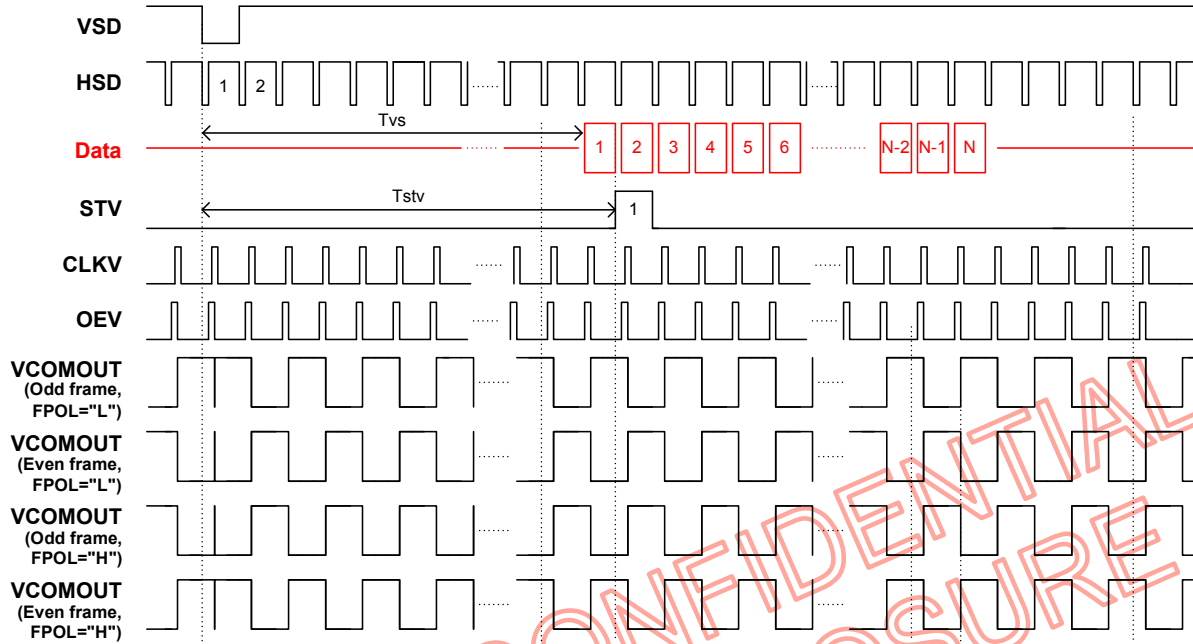 VSD
HSD
1 2
Tvs
Data
1 2 3 4 5 6 N-2 N-1 N
Tstv
STV
1
CLKV
OEV
VCOMOUT
(Odd frame,
FPOL="L")
VCOMOUT
(Even frame,
FPOL="L")
VCOMOUT
(Odd frame,
FPOL="H")
VCOMOUT
(Even frame,
FPOL="H")
CONFIDENTIAL